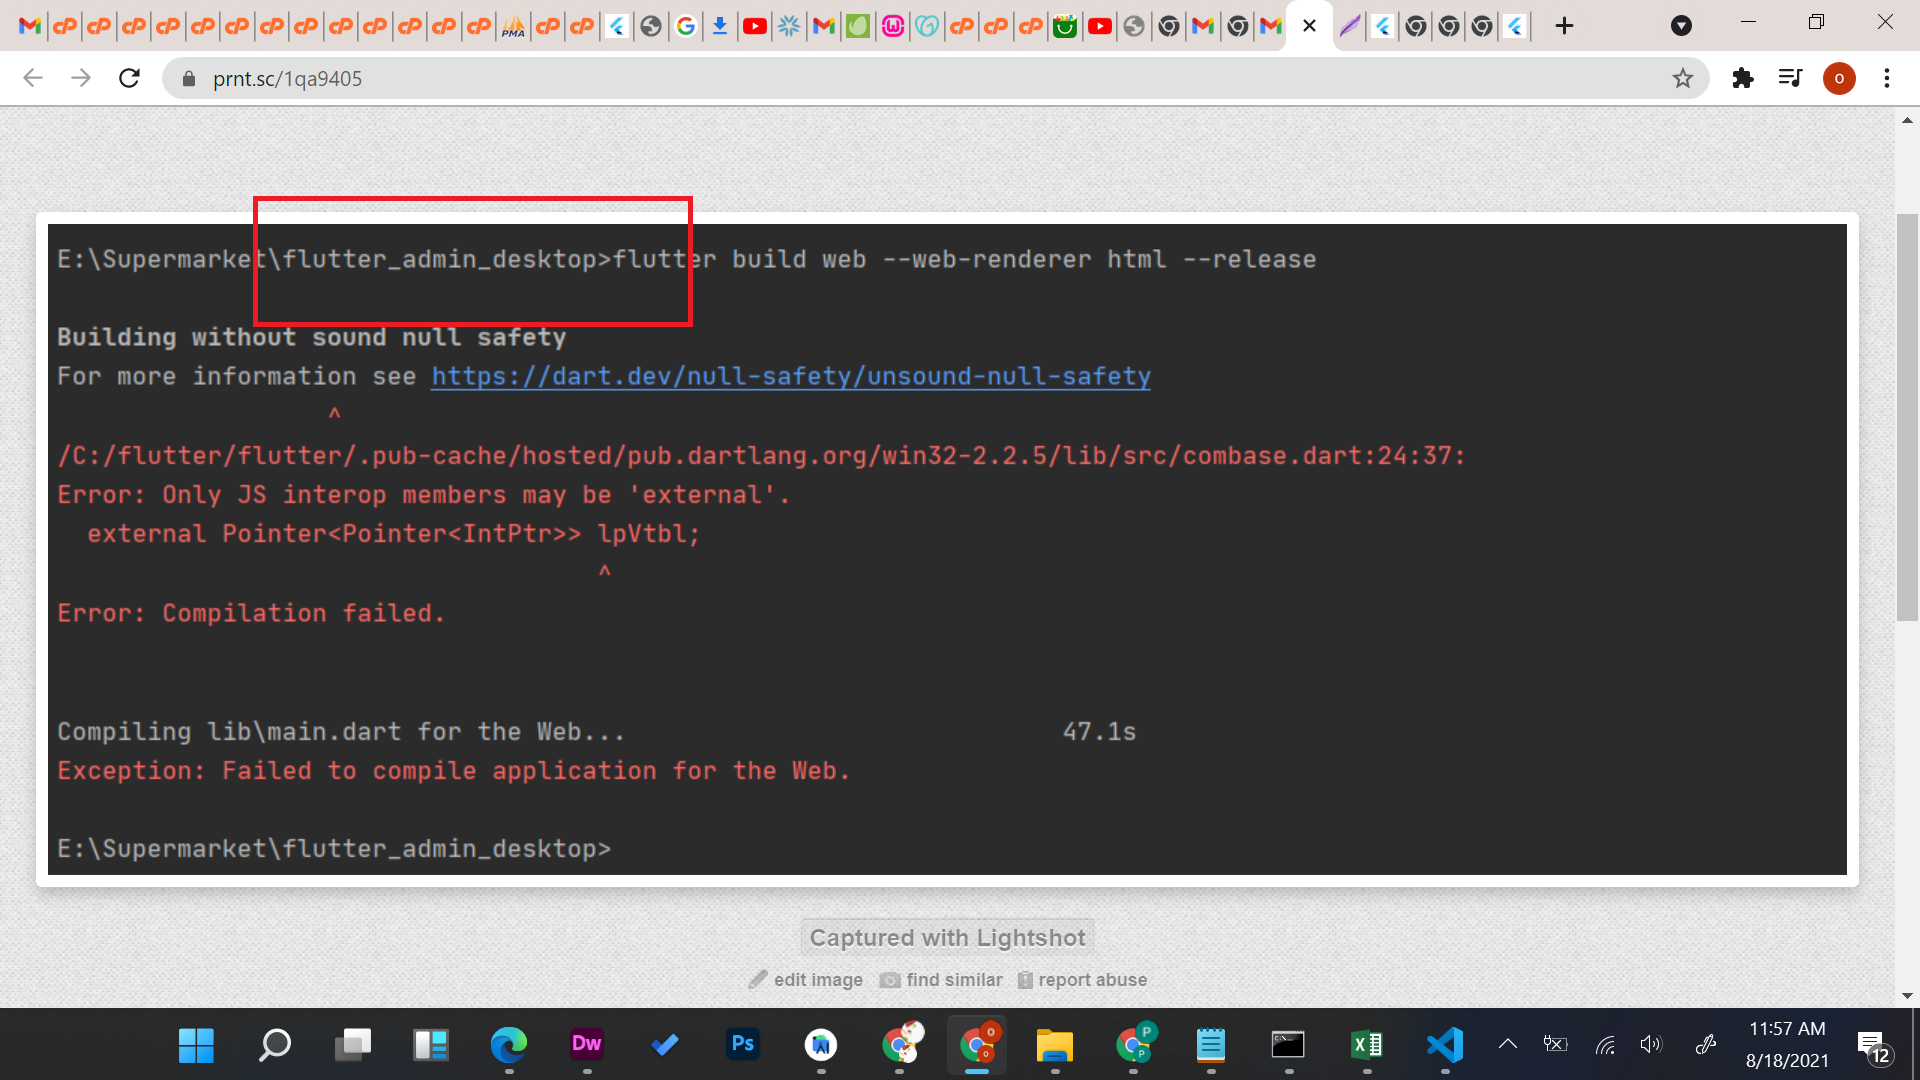 PMA
prnt.sc/1qa9405
o
E:\Supermarket\flutter_admin_desktop>flutter build web --web-renderer html --release
Building without sound null safety
For more information see https://dart.dev/null-safety/unsound-null-safety
^
/C:/flutter/flutter/.pub-cache/hosted/pub.dartlang.org/win32-2.2.5/lib/src/combase.dart:24:37:
Error: Only JS interop members may be 'external'.
external Pointer<Pointer<IntPtr>> lpVtbl;
^
Error: Compilation failed.
Compiling lib\main.dart for the Web... 47.1s
Exception: Failed to compile application for the Web.
E:\Supermarket\flutter_admin_desktop>
Captured with Lightshot
edit image find similar report abuse
Dw Ps 11:57 AM
8/18/2021 12